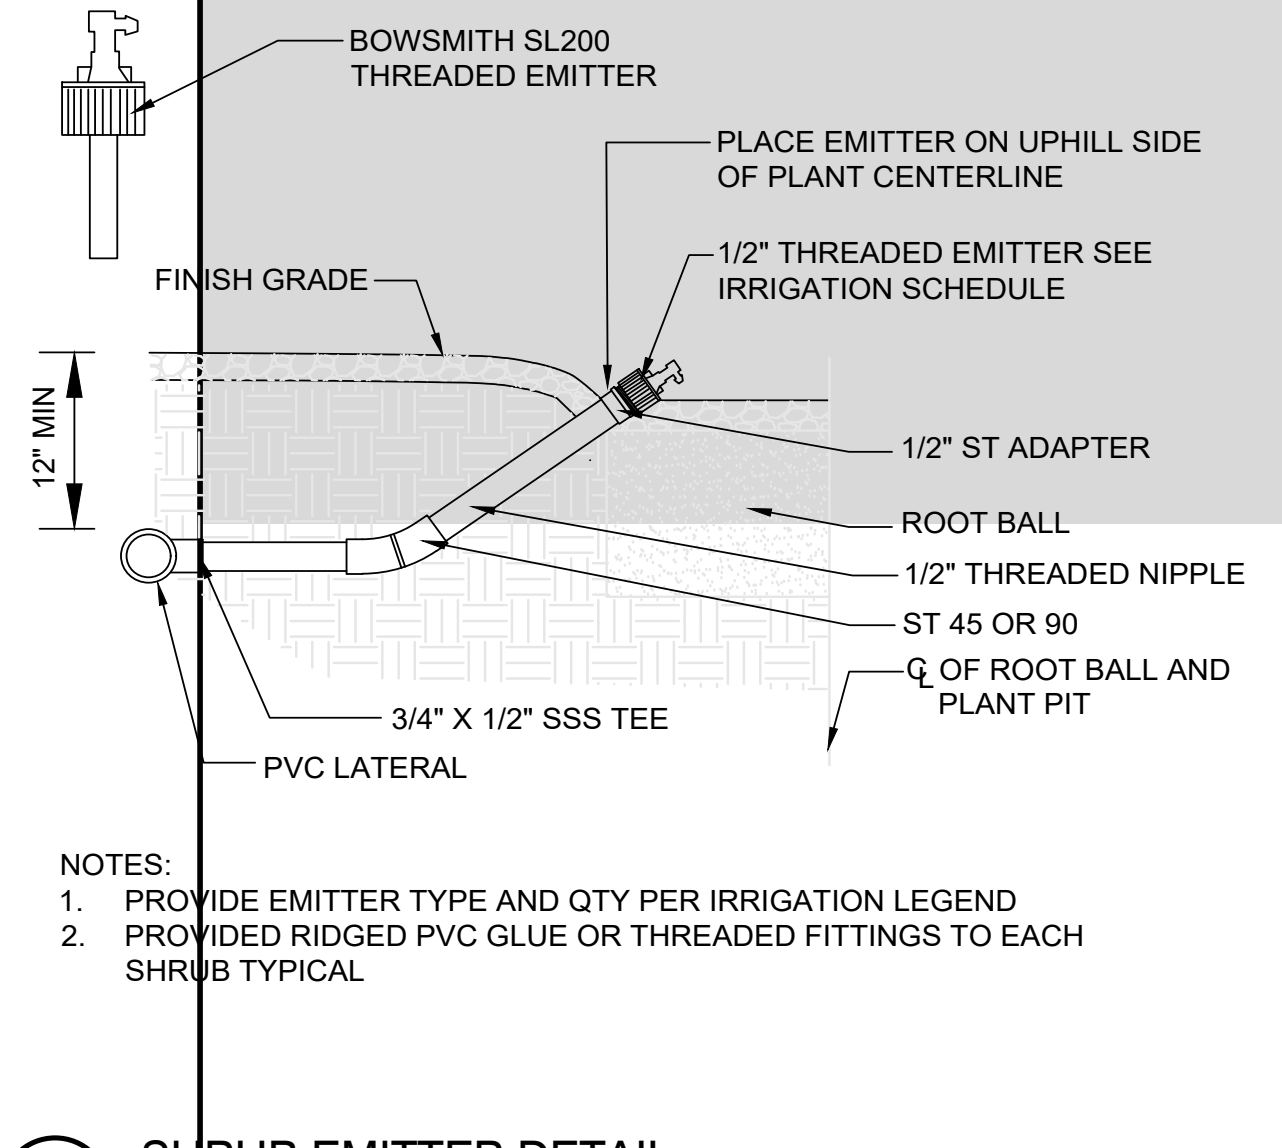 BOWSMITH SL200
THREADED EMITTER
PLACE EMITTER ON UPHILL SIDE
OF PLANT CENTERLINE
1/2" THREADED EMITTER SEE
IRRIGATION SCHEDULE
FINISH GRADE
12" MIN
1/2" ST ADAPTER
ROOT BALL
1/2" THREADED NIPPLE
ST 45 OR 90
℄ OF ROOT BALL AND
PLANT PIT
3/4" X 1/2" SSS TEE
PVC LATERAL
NOTES:
1. PROVIDE EMITTER TYPE AND QTY PER IRRIGATION LEGEND
2. PROVIDED RIDGED PVC GLUE OR THREADED FITTINGS TO EACH
SHRUB TYPICAL
SHRUB EMITTER DETAIL